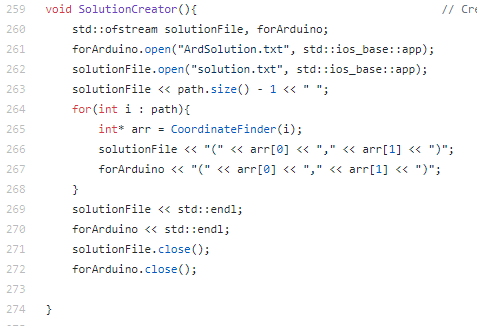 259 void SolutionCreator(){ // Cre
260 std::ofstream solutionFile, forArduino;
261 forArduino.open("ArdSolution.txt", std::ios_base::app);
262 solutionFile.open("solution.txt", std::ios_base::app);
263 solutionFile << path.size() - 1 << " ";
264 for(int i : path){
265 int* arr = CoordinateFinder(i);
266 solutionFile << "(" << arr[0] << "," << arr[1] << ")";
267 forArduino << "(" << arr[0] << "," << arr[1] << ")";
268 }
269 solutionFile << std::endl;
270 forArduino << std::endl;
271 solutionFile.close();
272 forArduino.close();
273
274 }